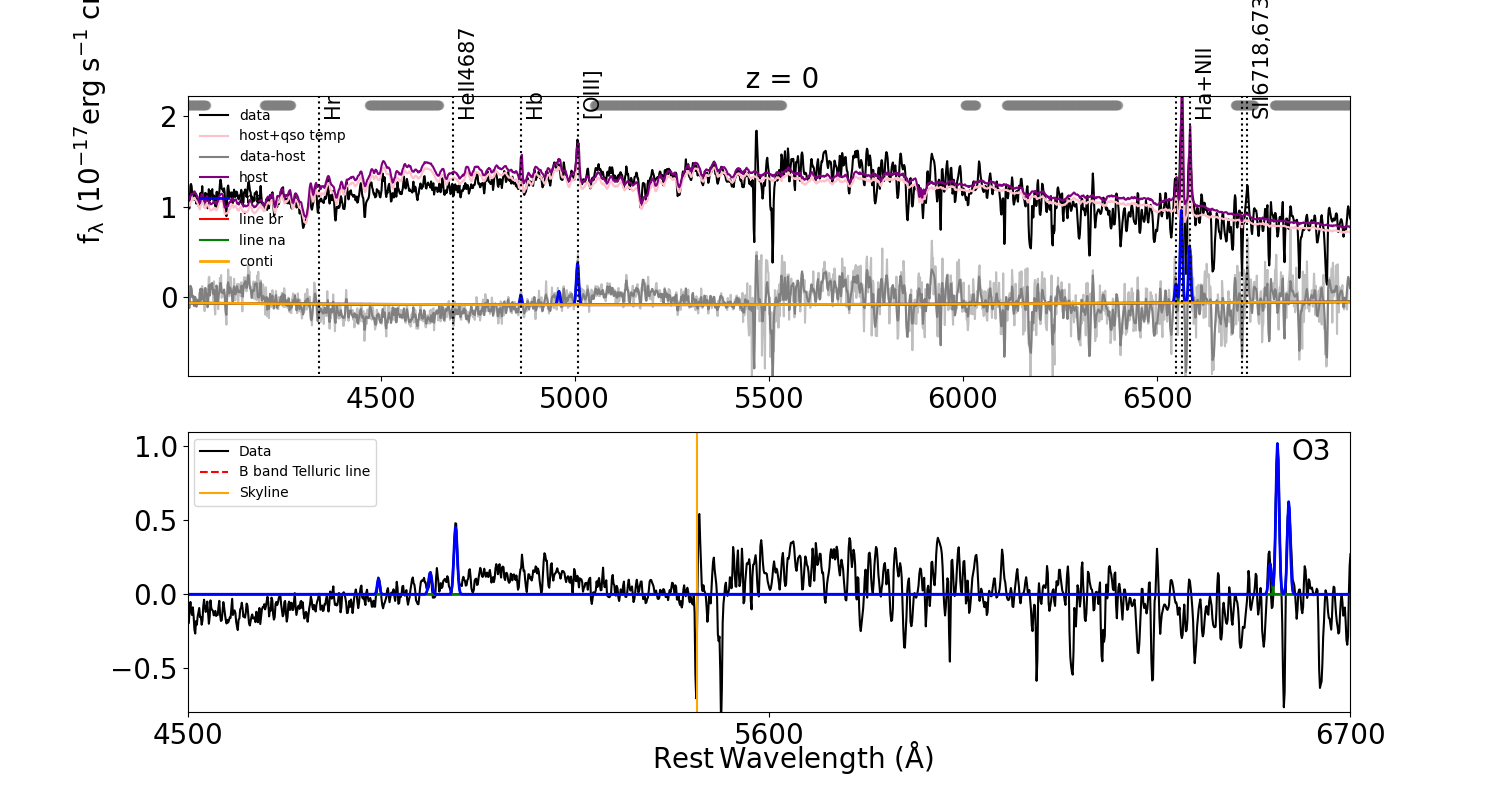 z = 0
f_λ (10^−17 erg s^−1
Hr
HeII4687
Hb
[OIII]
Ha+NII
SII6718,673
2
1
0
data
host+qso temp
data-host
host
line br
line na
conti
4500 5000 5500 6000 6500
1.0
0.5
0.0
−0.5
Data
B band Telluric line
Skyline
O3
4500 5600 6700
Rest Wavelength (Å)